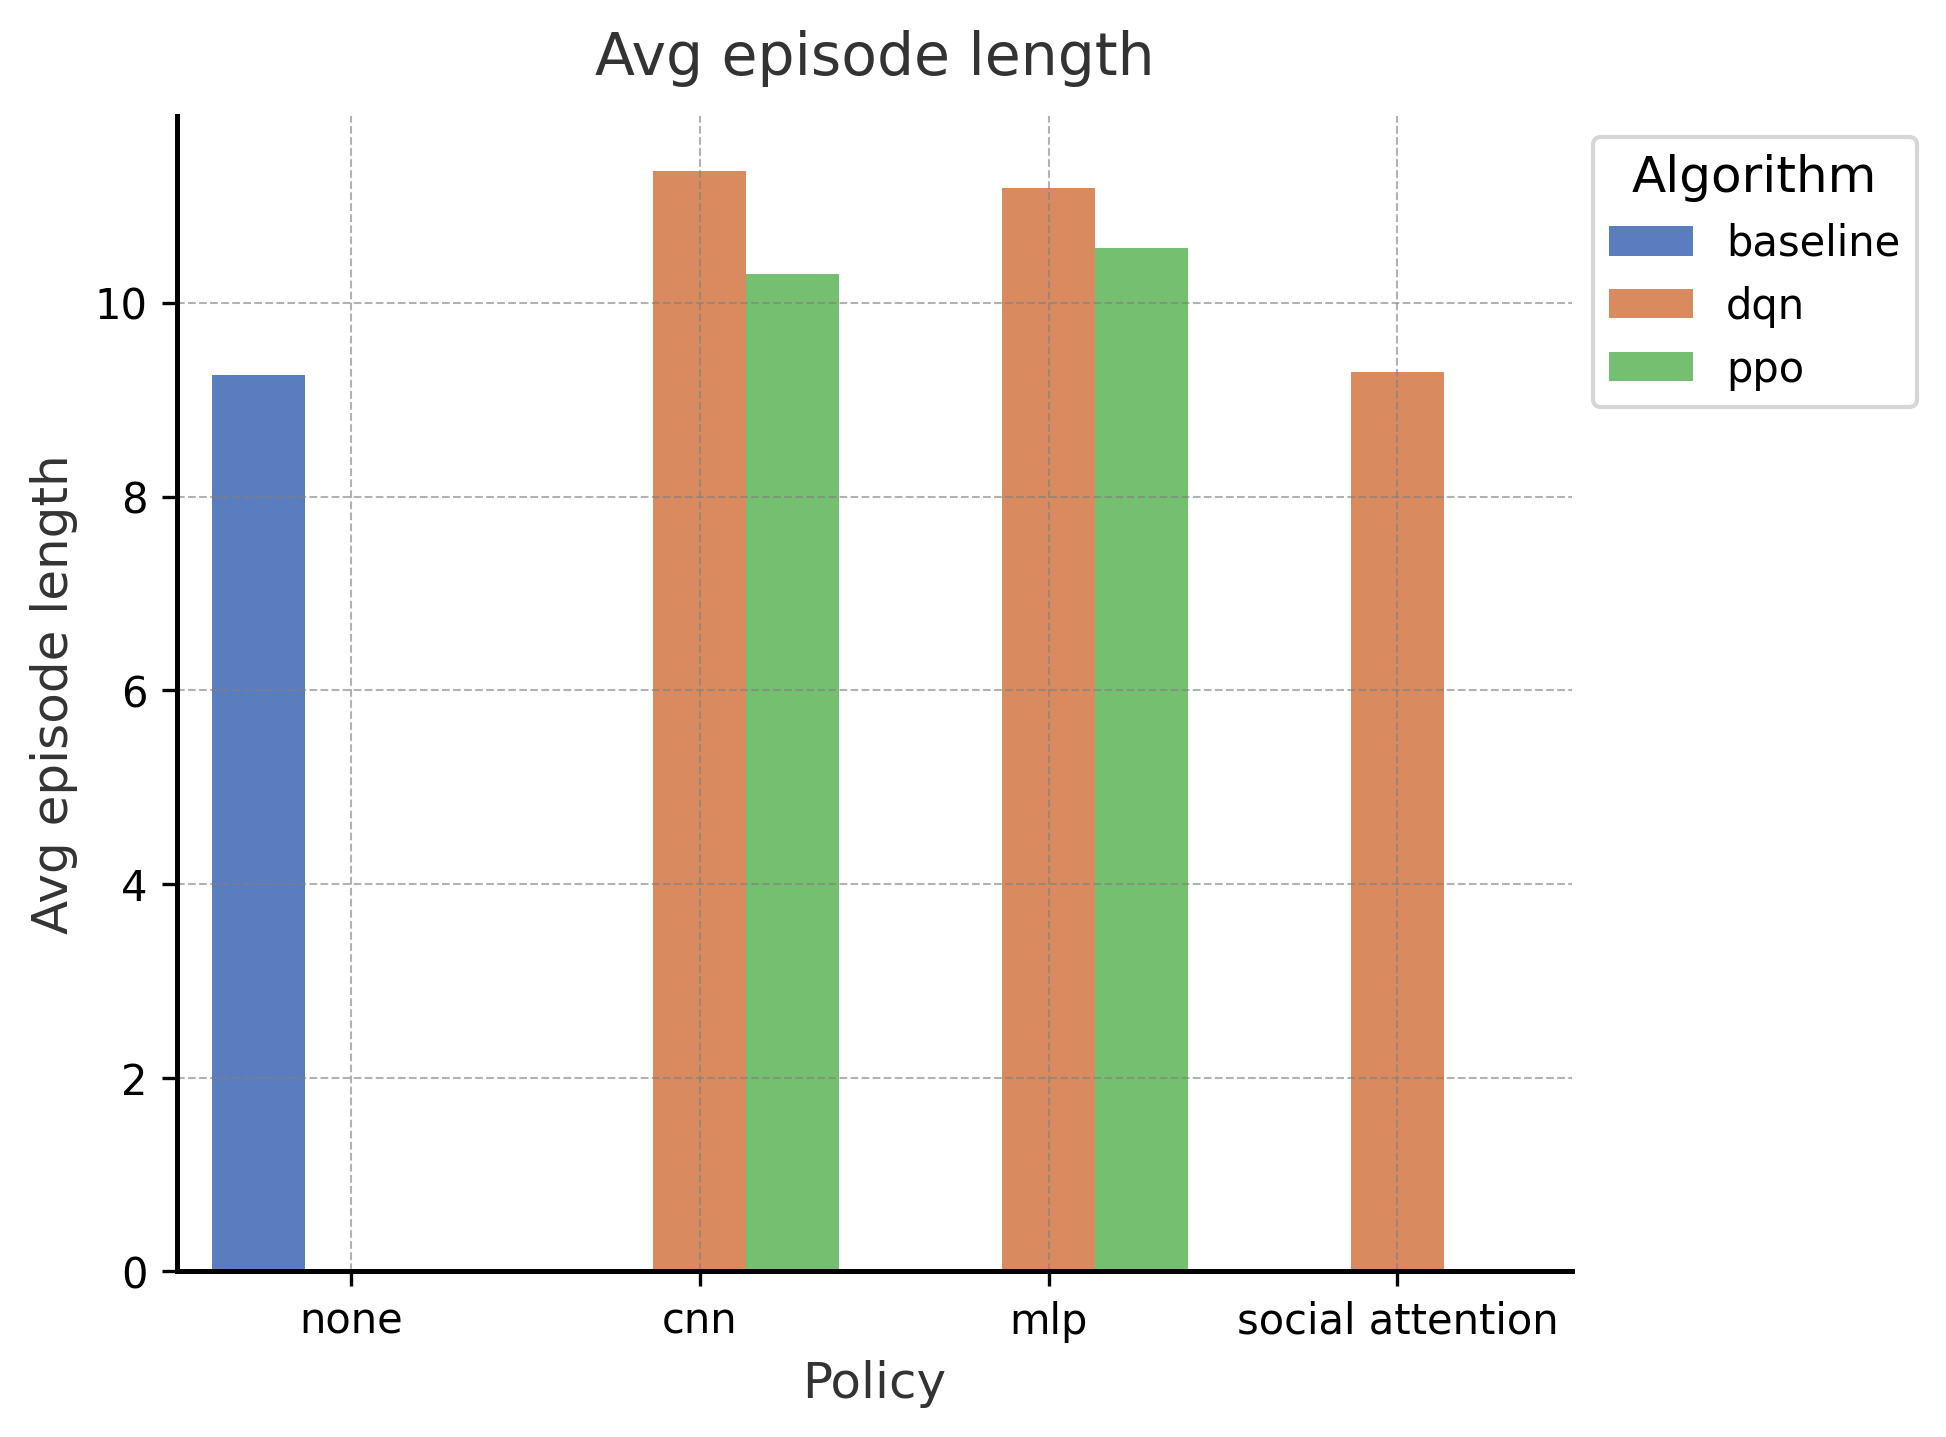 Avg episode length
Algorithm
baseline
dqn
ppo
Avg episode length
10
8
6
4
2
0
none
cnn
mlp
social attention
Policy